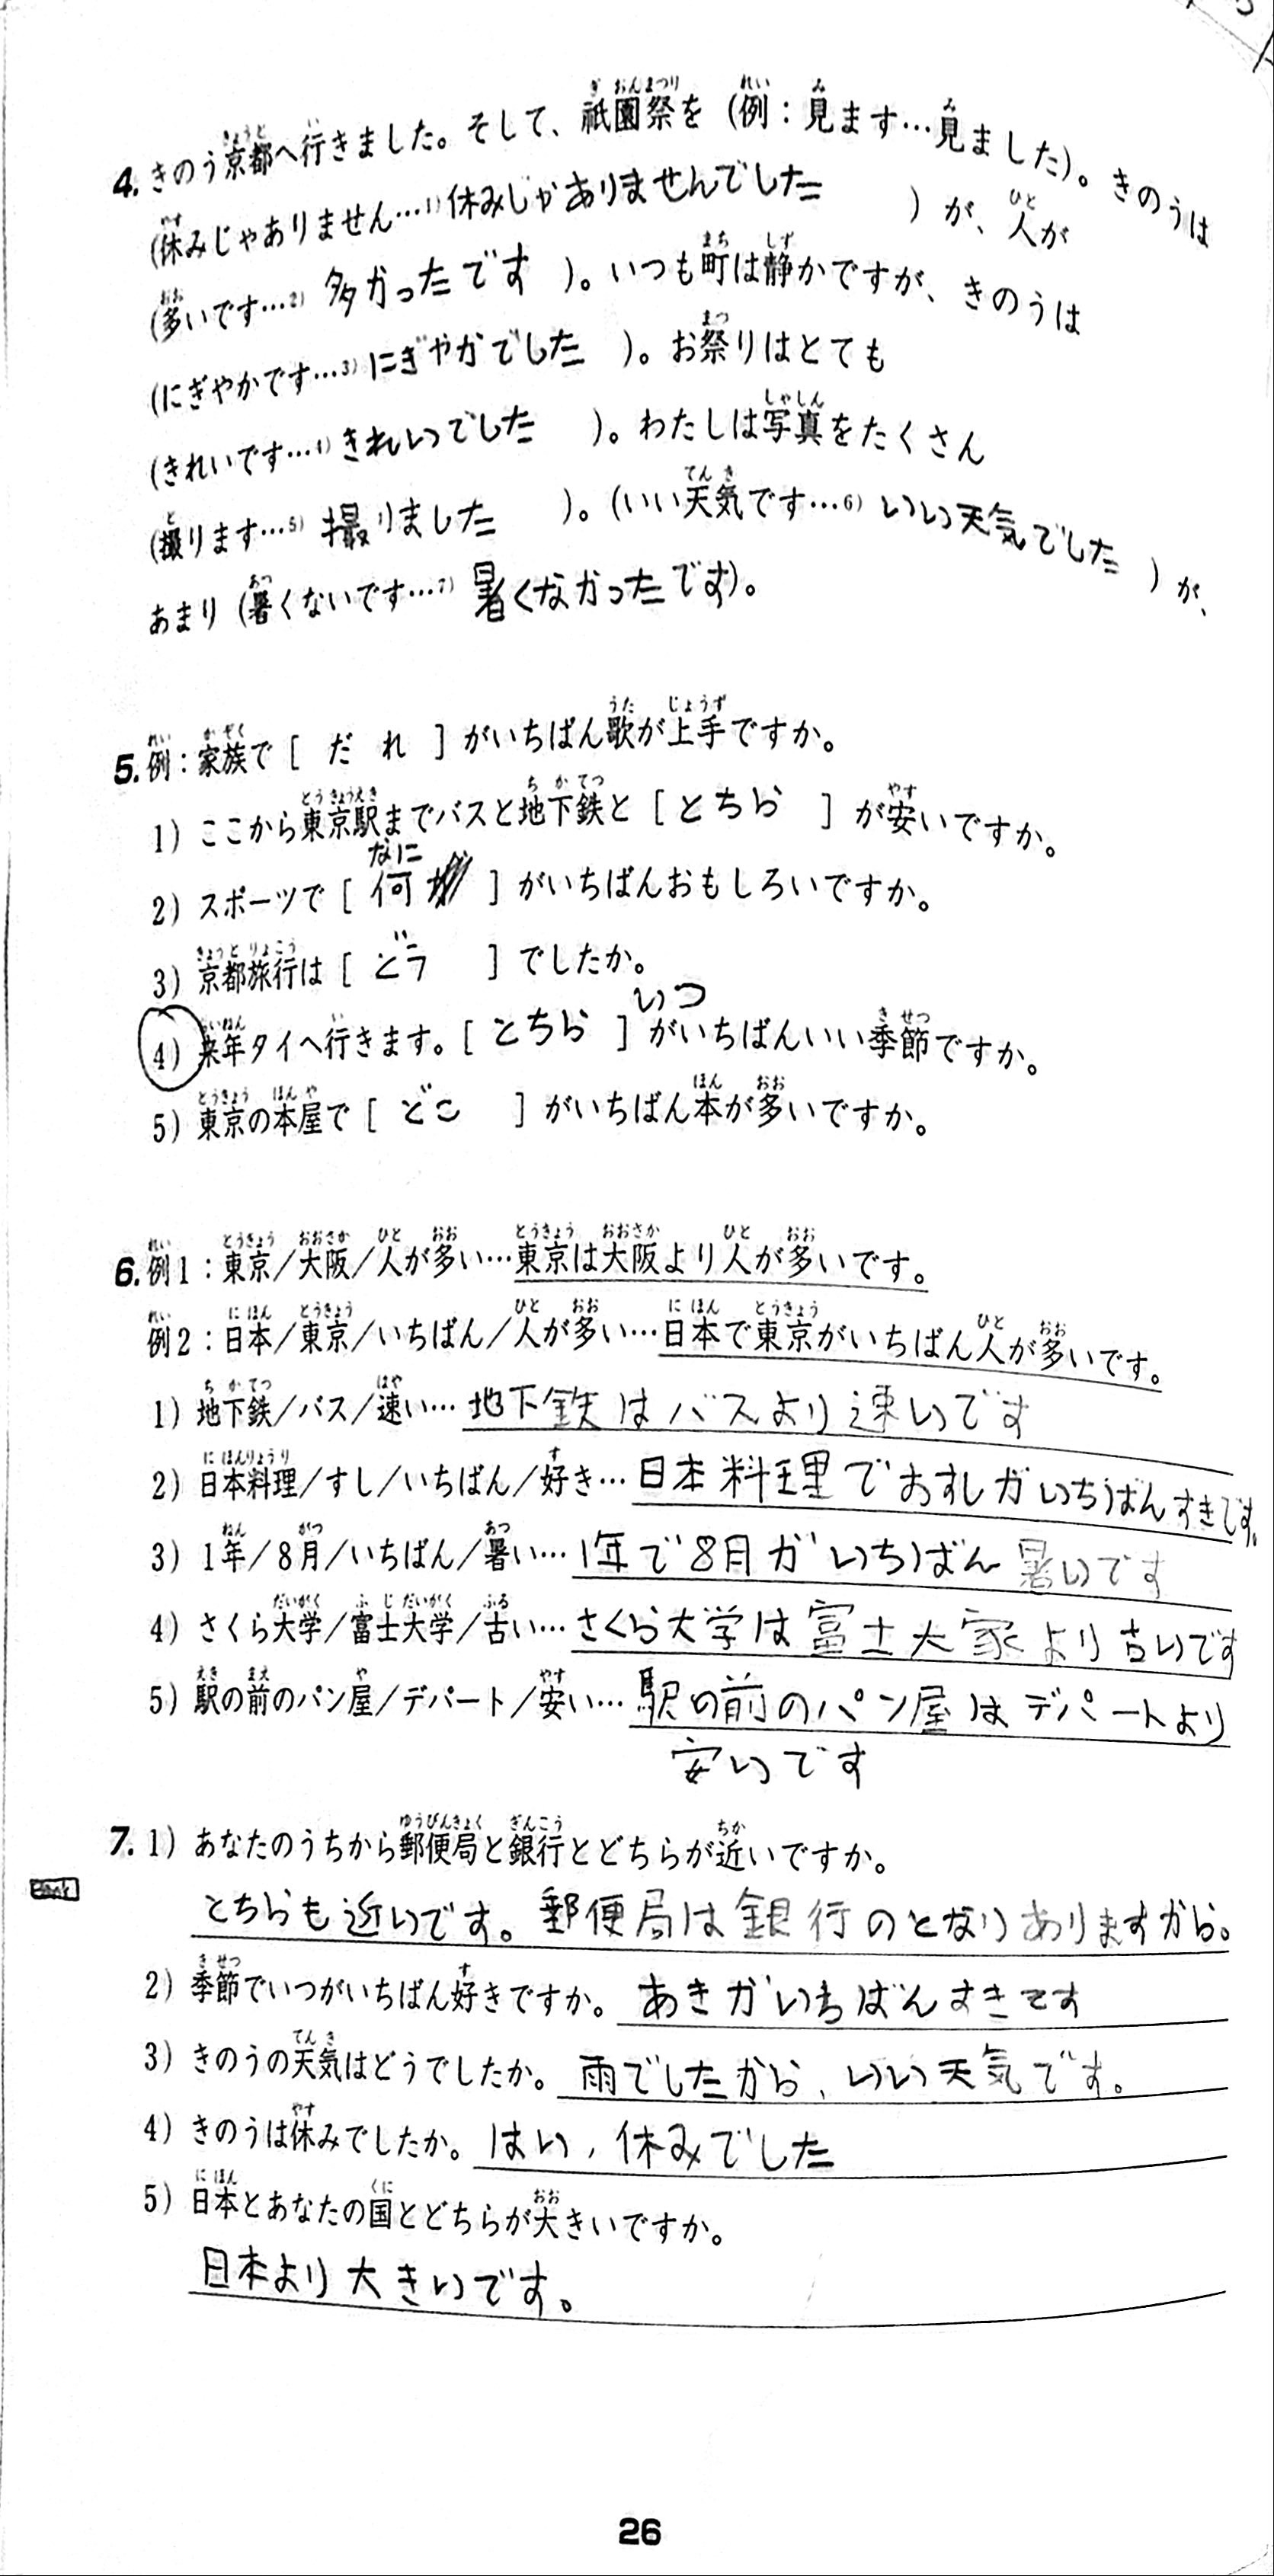 4. きのう京都へ行きました。そして、祇園祭を(例:見ます…見ました)。きのうは
(休みじゃありません…1) 休みじゃありませんでした )が、人が
(多いです…2) 多かったです )。いつも町は静かですが、きのうは
(にぎやかです…3) にぎやかでした )。お祭りはとても
(きれいです…4) きれいでした )。わたしは写真をたくさん
(撮ります…5) 撮りました )。(いい天気です…6) いい天気でした )が、
あまり(暑くないです…7) 暑くなかったです)。
5. 例:家族で[ だれ ]がいちばん歌が上手ですか。
1) ここから東京駅までバスと地下鉄と[ とちら ]が安いですか。
なに
2) スポーツで[ 何 ]がいちばんおもしろいですか。
3) 京都旅行は[ どう ]でしたか。
いつ
4) 来年タイへ行きます。[ とちら ]がいちばんいい季節ですか。
5) 東京の本屋で[ どこ ]がいちばん本が多いですか。
6. 例1:東京/大阪/人が多い…東京は大阪より人が多いです。
例2:日本/東京/いちばん/人が多い…日本で東京がいちばん人が多いです。
1) 地下鉄/バス/速い…地下鉄はバスより速いです
2) 日本料理/すし/いちばん/好き…日本料理でおすしがいちばんすきです。
3) 1年/8月/いちばん/暑い…1年で8月がいちばん暑いです
4) さくら大学/富士大学/古い…さくら大学は富士大家より古いです
5) 駅の前のパン屋/デパート/安い…駅の前のパン屋はデパートより
安いです
7. 1) あなたのうちから郵便局と銀行とどちらが近いですか。
とちらも近いです。郵便局は銀行のとなりありますから。
2) 季節でいつがいちばん好きですか。 あきがいちばんすきです
3) きのうの天気はどうでしたか。 雨でしたから、いい天気です。
4) きのうは休みでしたか。 はい, 休みでした
5) 日本とあなたの国とどちらが大きいですか。
日本より大きいです。
26